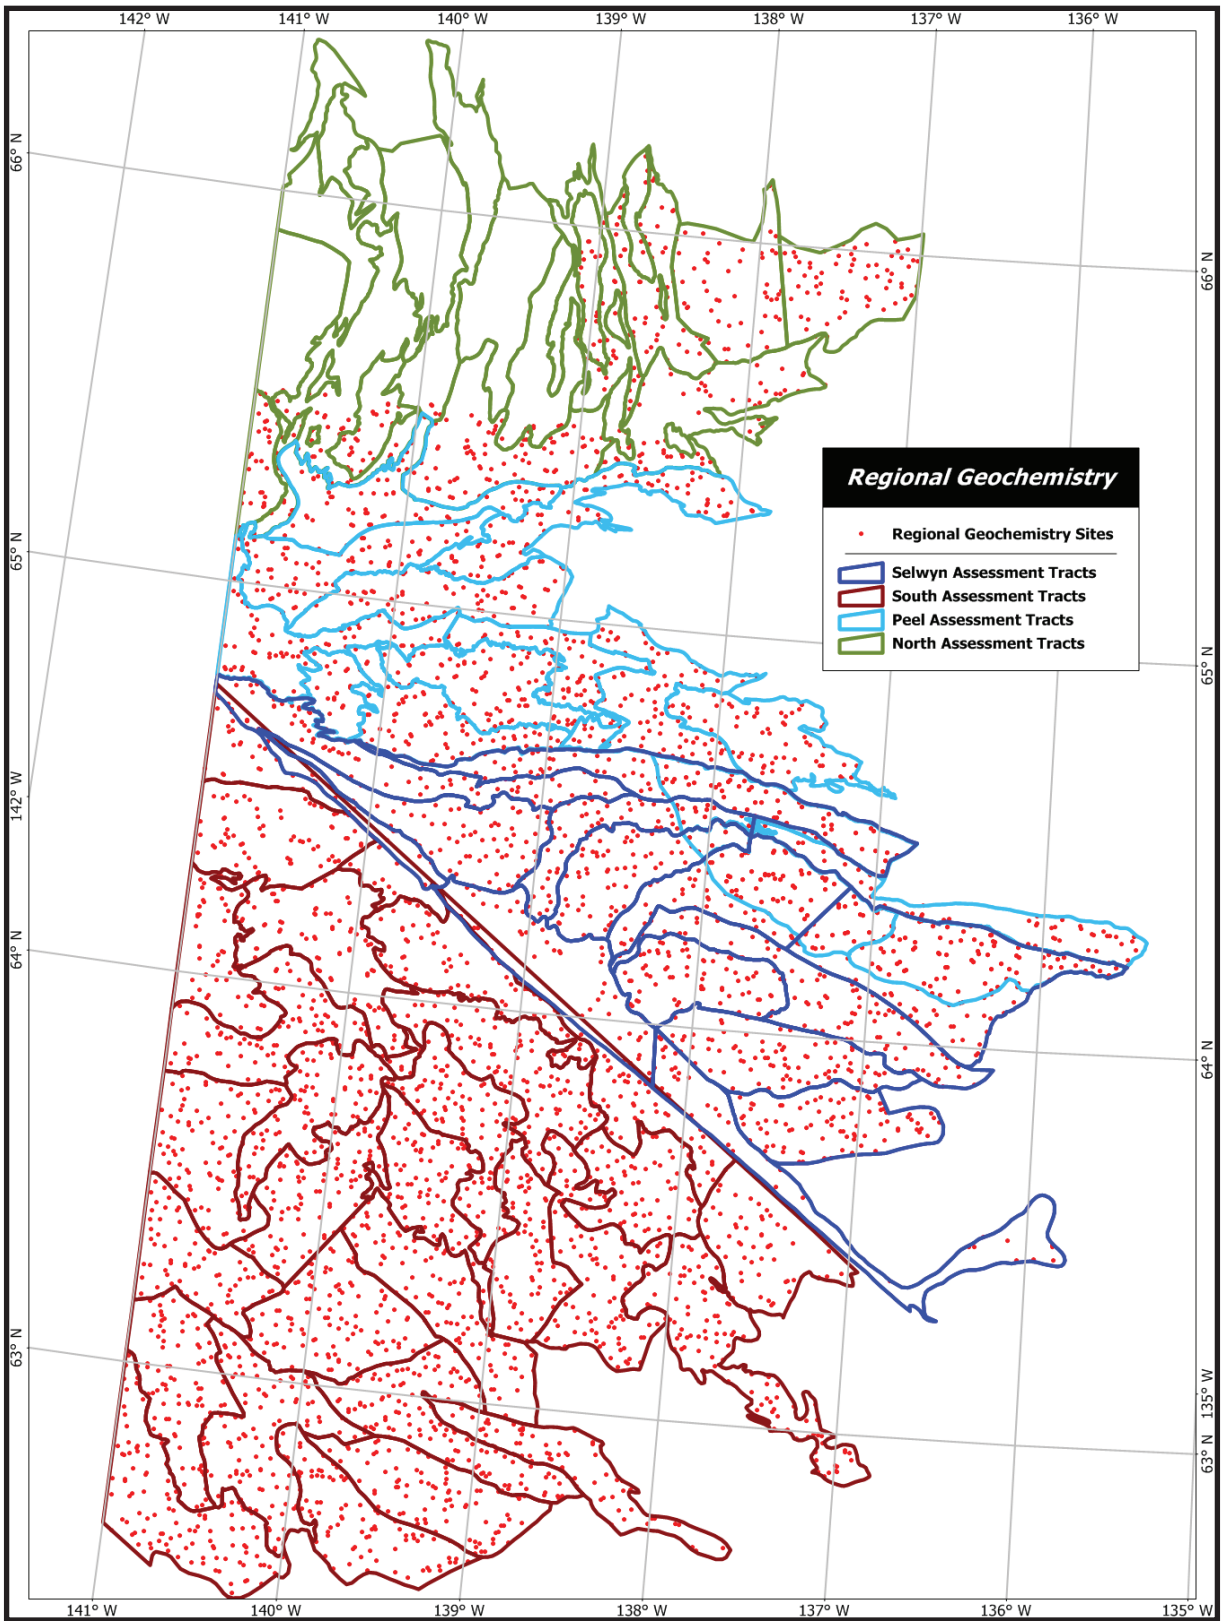 142° W
141° W
140° W
139° W
138° W
137° W
136° W
66° N
66° N
Regional Geochemistry
Regional Geochemistry Sites
Selwyn Assessment Tracts
South Assessment Tracts
Peel Assessment Tracts
North Assessment Tracts
65° N
65° N
142° W
64° N
64° N
63° N
135° W
63° N
141° W
140° W
139° W
138° W
137° W
136° W
135° W